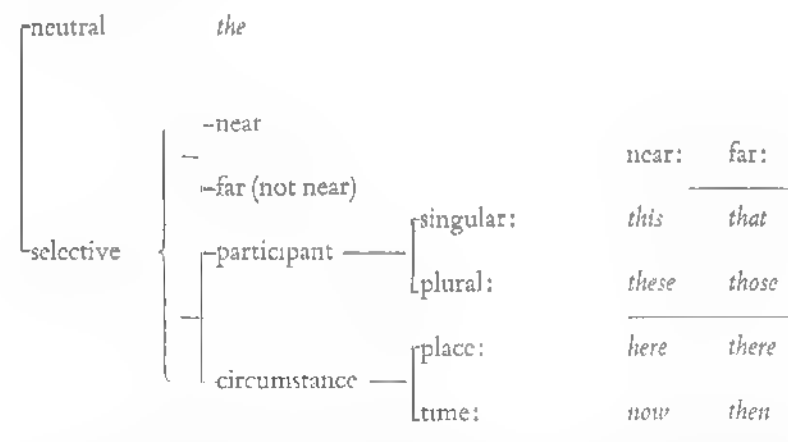 neutral the
near
near: far:
far (not near)
singular: this that
selective participant
plural: these those
place: here there
circumstance
time: now then